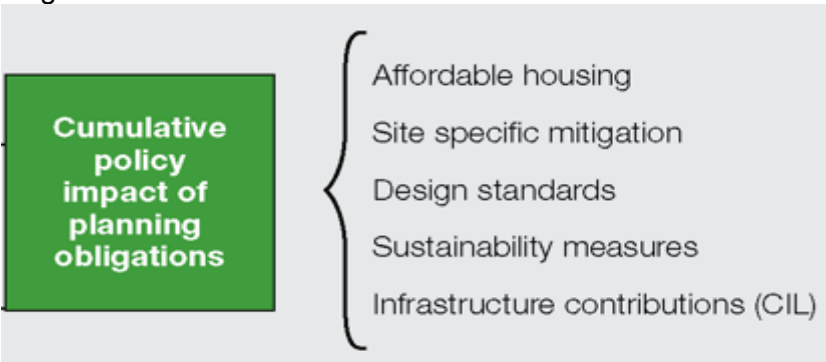 Cumulative
policy
impact of
planning
obligations
Affordable housing
Site specific mitigation
Design standards
Sustainability measures
Infrastructure contributions (CIL)